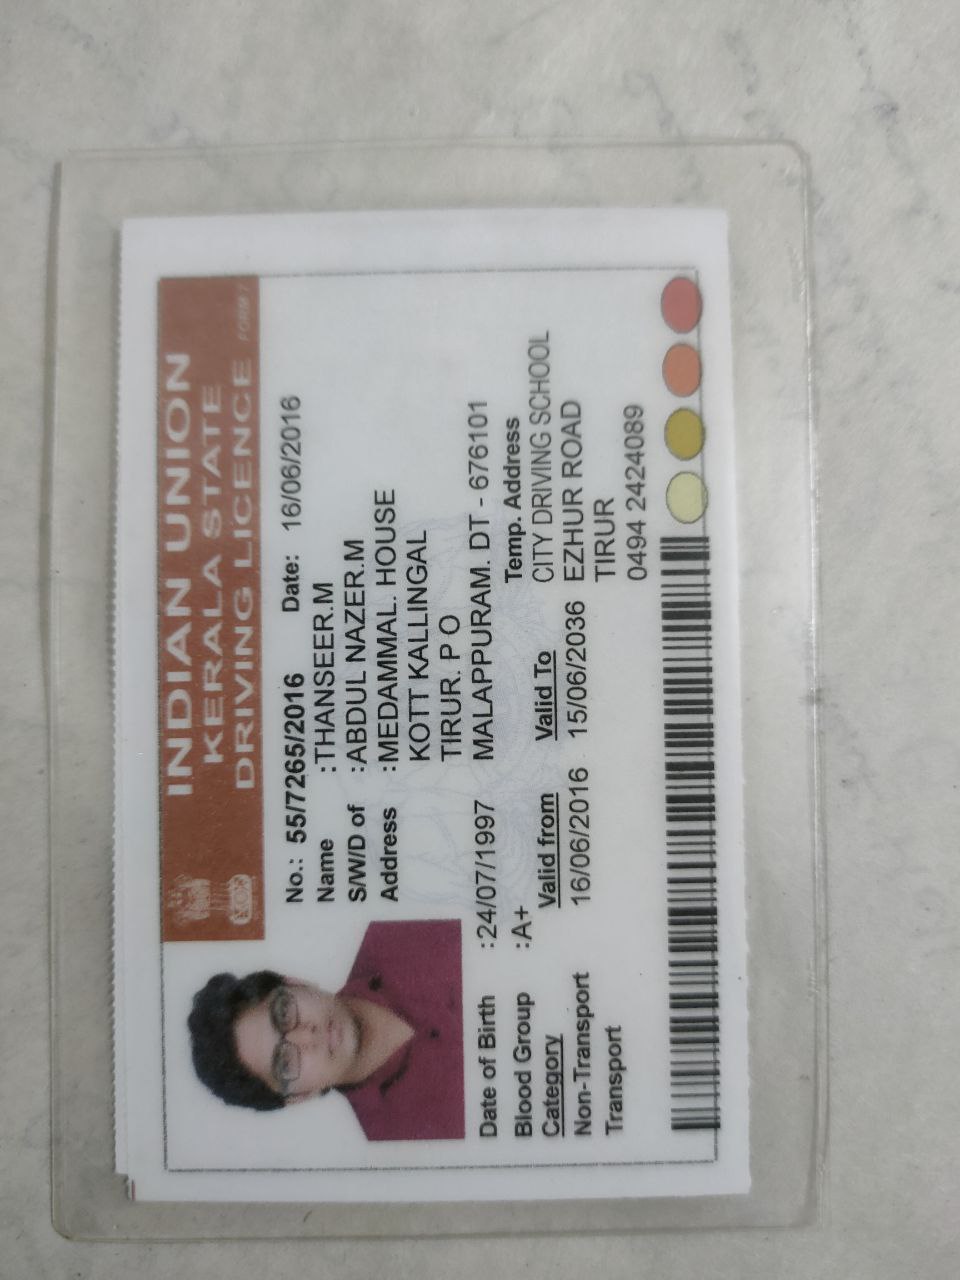 INDIAN UNION
KERALA STATE
DRIVING LICENCE FORM 7
No.: 55/7265/2016 Date: 16/06/2016
Name :THANSEER.M
S/W/D of :ABDUL NAZER.M
Address :MEDAMMAL. HOUSE
KOTT KALLINGAL
TIRUR. P O
MALAPPURAM. DT - 676101
Date of Birth :24/07/1997
Blood Group :A+
Temp. Address
Category Valid from Valid To
CITY DRIVING SCHOOL
Non-Transport 16/06/2016 15/06/2036
EZHUR ROAD
Transport
TIRUR
0494 2424089